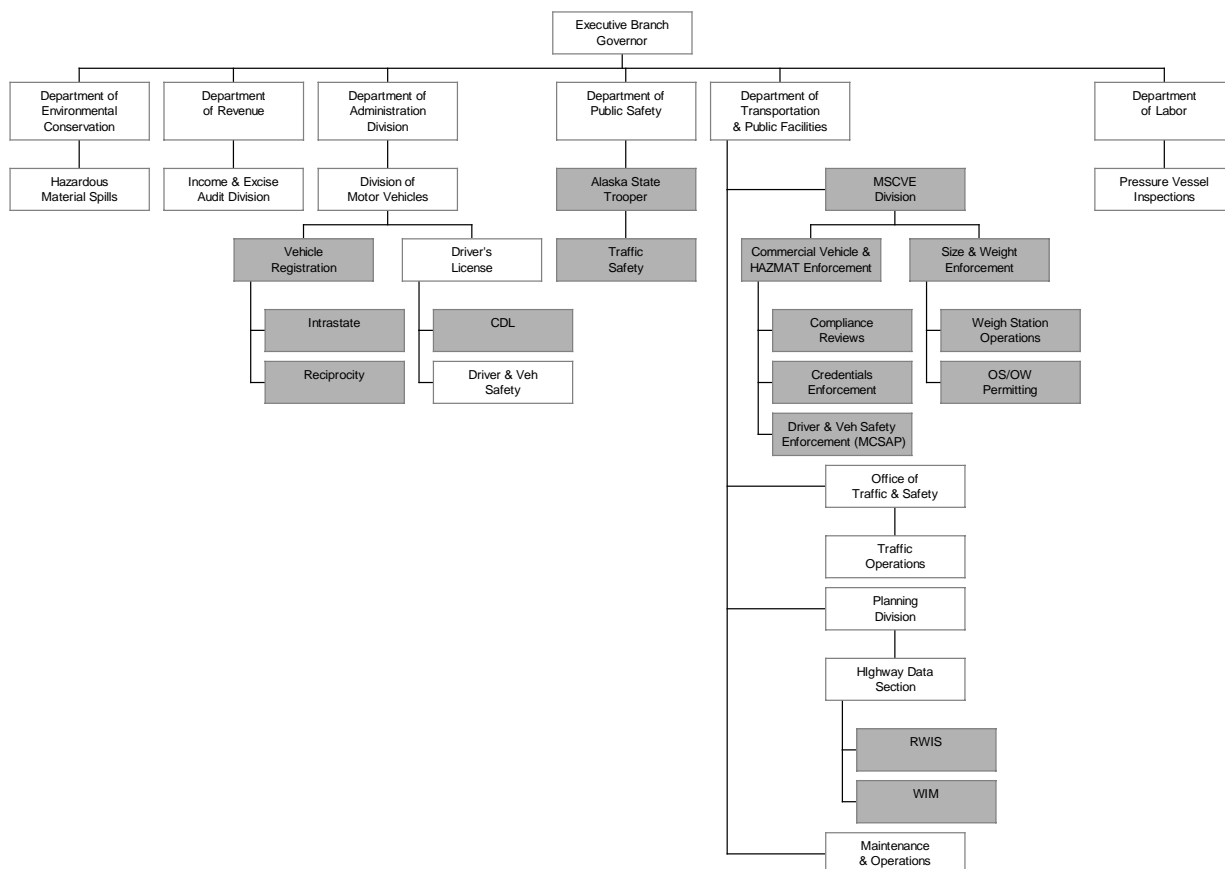 Executive Branch
Governor
Department of
Environmental
Conservation
Department
of Revenue
Department of
Administration
Division
Department of
Public Safety
Department of
Transportation
& Public Facilities
Department
of Labor
Hazardous
Material Spills
Income & Excise
Audit Division
Division of
Motor Vehicles
Alaska State
Trooper
MSCVE
Division
Pressure Vessel
Inspections
Vehicle
Registration
Driver's
License
Traffic
Safety
Commercial Vehicle &
HAZMAT Enforcement
Size & Weight
Enforcement
Intrastate
CDL
Compliance
Reviews
Weigh Station
Operations
Reciprocity
Driver & Veh
Safety
Credentials
Enforcement
OS/OW
Permitting
Driver & Veh Safety
Enforcement (MCSAP)
Office of
Traffic & Safety
Traffic
Operations
Planning
Division
HIghway Data
Section
RWIS
WIM
Maintenance
& Operations